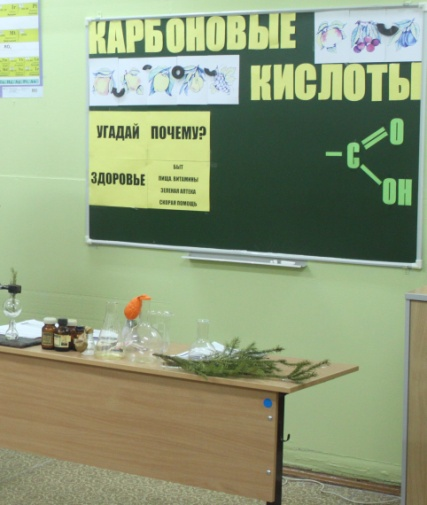 КАРБОНОВЫЕ
КИСЛОТЫ
УГАДАЙ ПОЧЕМУ?
ЗДОРОВЬЕ
БЫТ
ПИЩА. ВИТАМИНЫ
ЗЕЛЕНАЯ АПТЕКА
СКОРАЯ ПОМОЩЬ
O
– C
OH